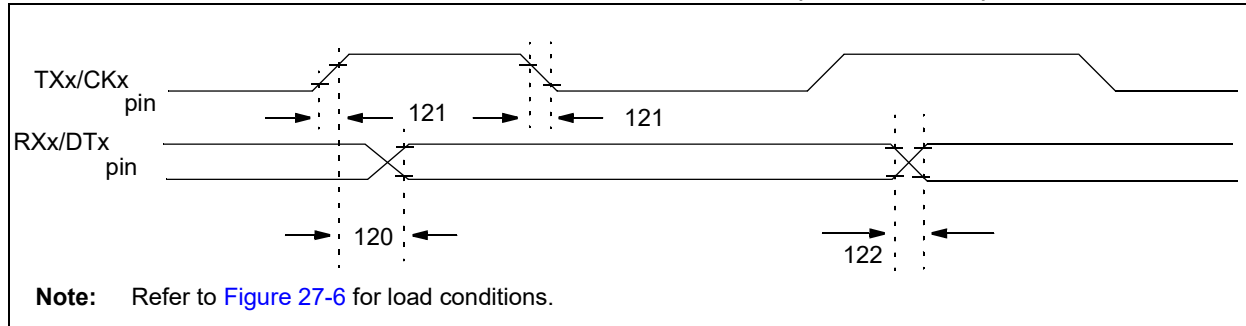 TXx/CKx
pin
121
121
RXx/DTx
pin
120
122
Note: Refer to Figure 27-6 for load conditions.